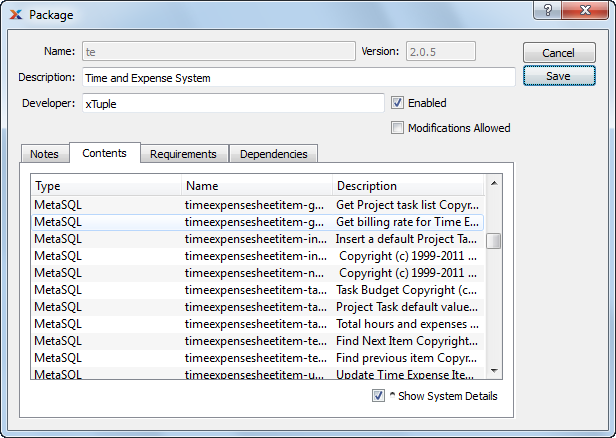 Package
Name: te Version: 2.0.5 Cancel
Description: Time and Expense System Save
Developer: xTuple Enabled
Modifications Allowed
Notes Contents Requirements Dependencies
Type Name Description
MetaSQL timeexpensesheetitem-g... Get Project task list Copyr...
MetaSQL timeexpensesheetitem-g... Get billing rate for Time E...
MetaSQL timeexpensesheetitem-in... Insert a default Project Ta...
MetaSQL timeexpensesheetitem-in... Copyright (c) 1999-2011 ...
MetaSQL timeexpensesheetitem-n... Copyright (c) 1999-2011 ...
MetaSQL timeexpensesheetitem-ta... Task Budget Copyright (c...
MetaSQL timeexpensesheetitem-ta... Project Task default value...
MetaSQL timeexpensesheetitem-ta... Total hours and expenses ...
MetaSQL timeexpensesheetitem-te... Find Next Item Copyright...
MetaSQL timeexpensesheetitem-te... Find previous item Copyr...
MetaSQL timeexpensesheetitem-u... Update Time Expense Ite...
^ Show System Details